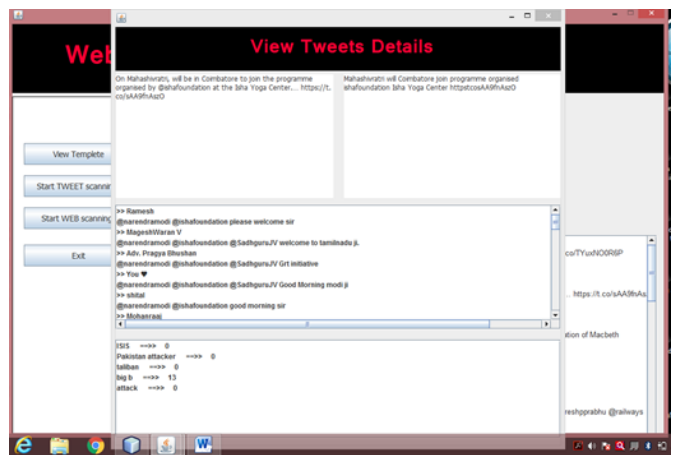 Web
View Tweets Details
On Mahashivratri, will be in Coimbatore to join the programme
organised by @ishafoundation at the Isha Yoga Center.... https://t.
co/sAA9fnAszO
Mahashivratri will Coimbatore join programme organised
ishafoundation Isha Yoga Center httpstcosAA9fnAszO
View Templete
Start TWEET scannin
Start WEB scanning
Exit
>> Ramesh
@narendramodi @ishafoundation please welcome sir
>> MageshWaran V
@narendramodi @ishafoundation @SadhguruJV welcome to tamilnadu ji.
>> Adv. Pragya Bhushan
@narendramodi @ishafoundation @SadhguruJV Grt initiative
>> You ♥
@narendramodi @ishafoundation @SadhguruJV Good Morning modi ji
>> shital
@narendramodi @ishafoundation good morning sir
>> Mohanraaj
ISIS ==>> 0
Pakistan attacker ==>> 0
taliban ==>> 0
big b ==>> 13
attack ==>> 0
co/TYuxNO0R6P
... https://t.co/sAA9fnAs
ation of Macbeth
reshpprabhu @railways